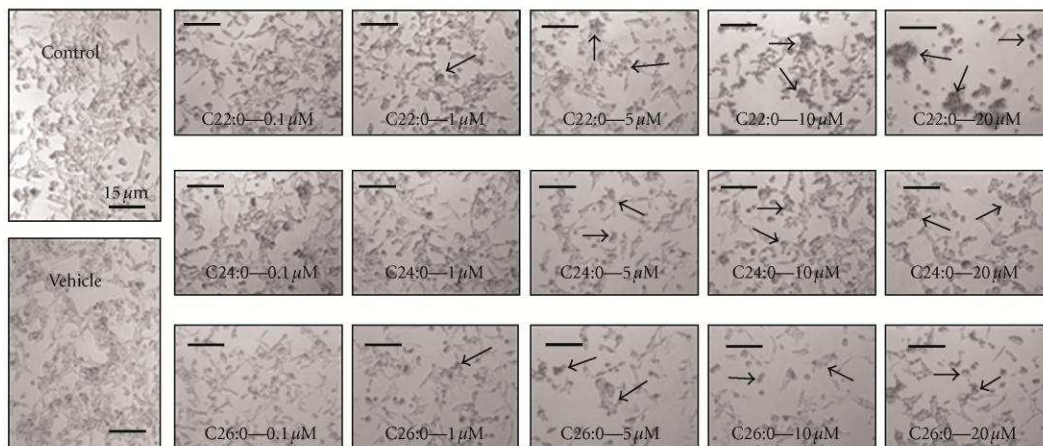 Control
15 μm
Vehicle
C22:0—0.1 μM
C22:0—1 μM
C22:0—5 μM
C22:0—10 μM
C22:0—20 μM
C24:0—0.1 μM
C24:0—1 μM
C24:0—5 μM
C24:0—10 μM
C24:0—20 μM
C26:0—0.1 μM
C26:0—1 μM
C26:0—5 μM
C26:0—10 μM
C26:0—20 μM